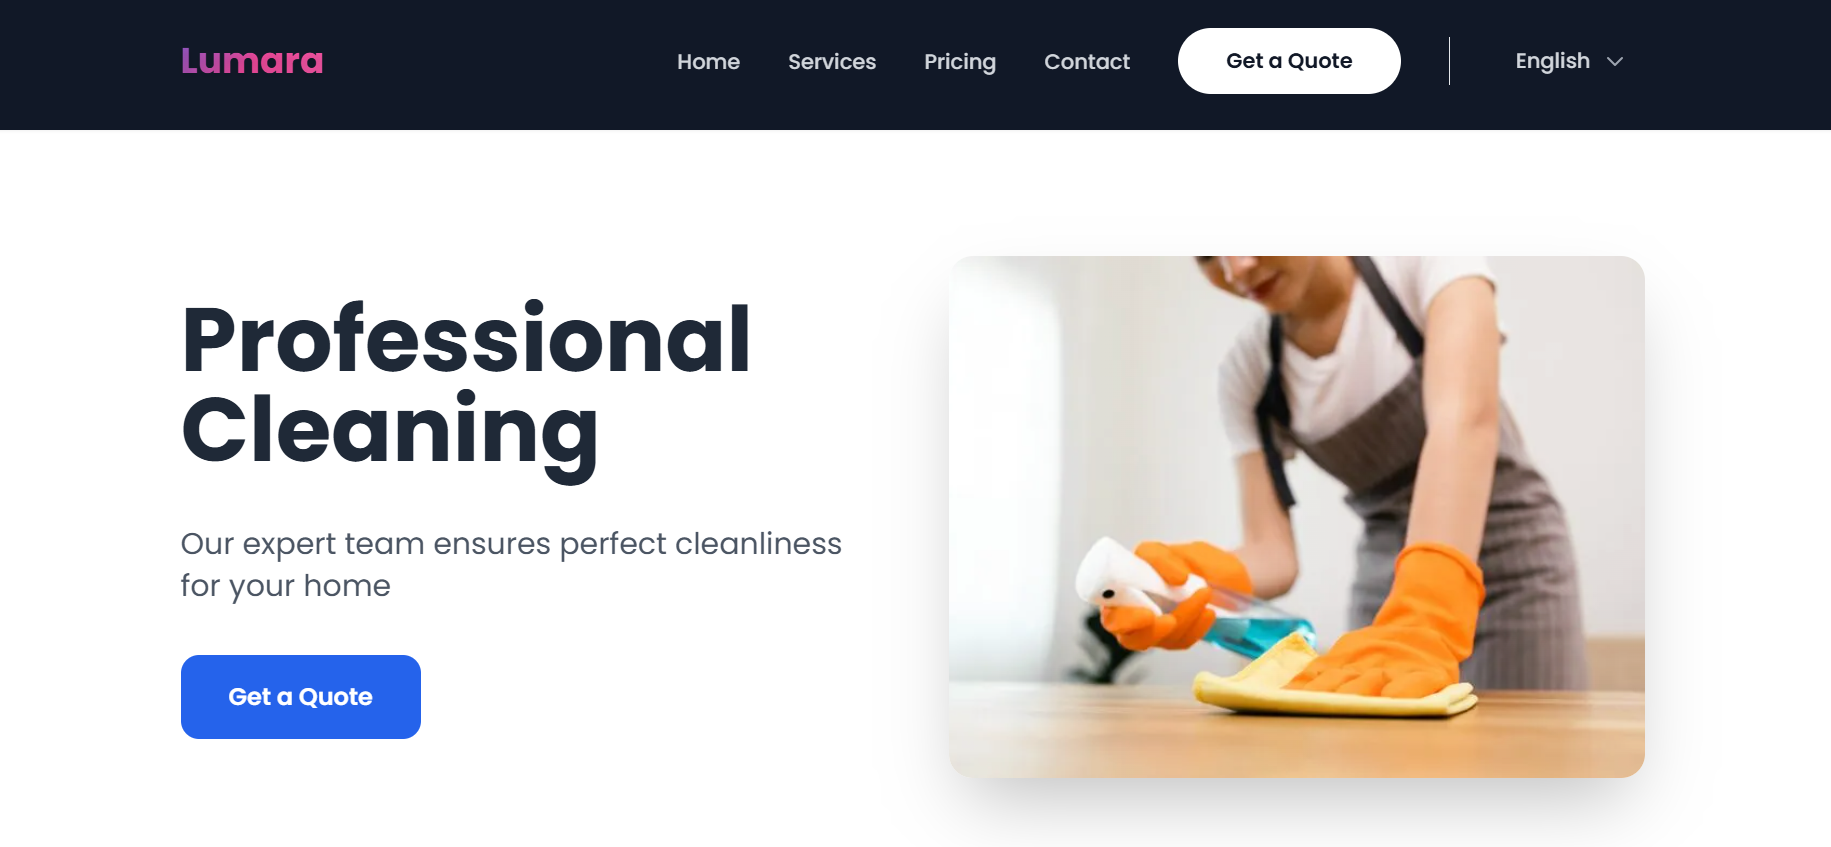 Lumara
Home Services Pricing Contact Get a Quote English
Professional
Cleaning
Our expert team ensures perfect cleanliness
for your home
Get a Quote